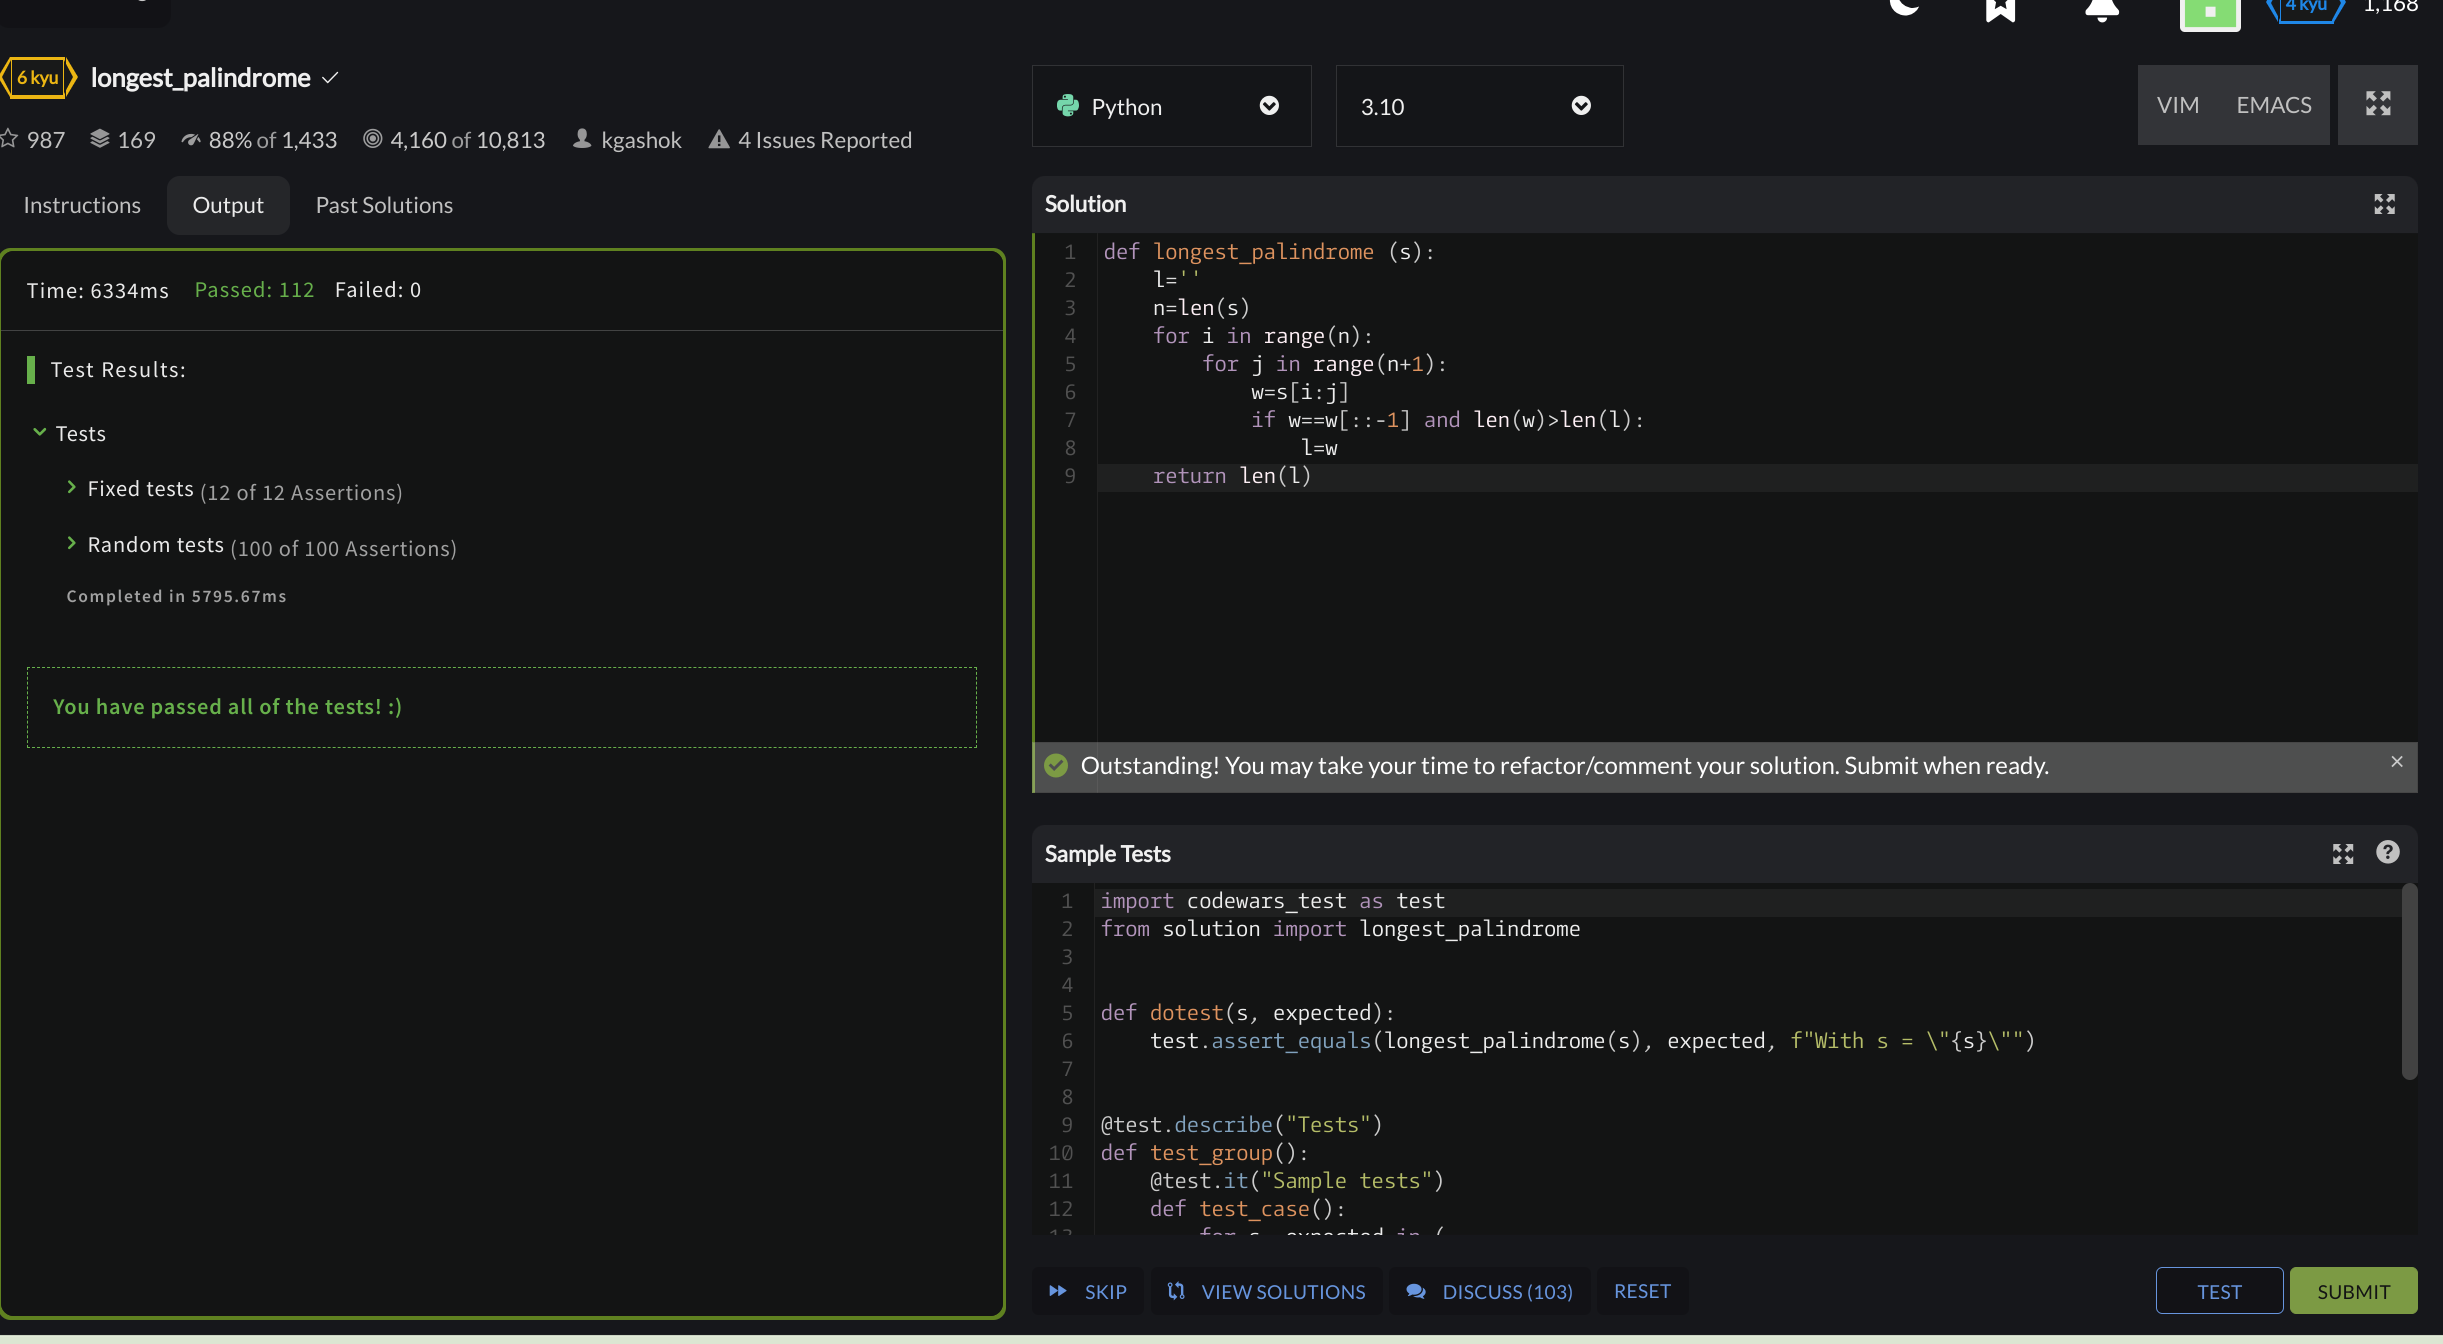 4 kyu 1,168
6 kyu longest_palindrome
987 169 88% of 1,433 4,160 of 10,813 kgashok 4 Issues Reported
Instructions Output Past Solutions
Time: 6334ms Passed: 112 Failed: 0
Test Results:
Tests
Fixed tests (12 of 12 Assertions)
Random tests (100 of 100 Assertions)
Completed in 5795.67ms
You have passed all of the tests! :)
Python 3.10 VIM EMACS
Solution
1 def longest_palindrome (s):
2     l=''
3     n=len(s)
4     for i in range(n):
5         for j in range(n+1):
6             w=s[i:j]
7             if w==w[::-1] and len(w)>len(l):
8                 l=w
9     return len(l)
Outstanding! You may take your time to refactor/comment your solution. Submit when ready.
Sample Tests
1 import codewars_test as test
2 from solution import longest_palindrome
3
4
5 def dotest(s, expected):
6     test.assert_equals(longest_palindrome(s), expected, f"With s = \"{s}\"")
7
8
9 @test.describe("Tests")
10 def test_group():
11     @test.it("Sample tests")
12     def test_case():
13         for s, expected in (
SKIP VIEW SOLUTIONS DISCUSS (103) RESET TEST SUBMIT